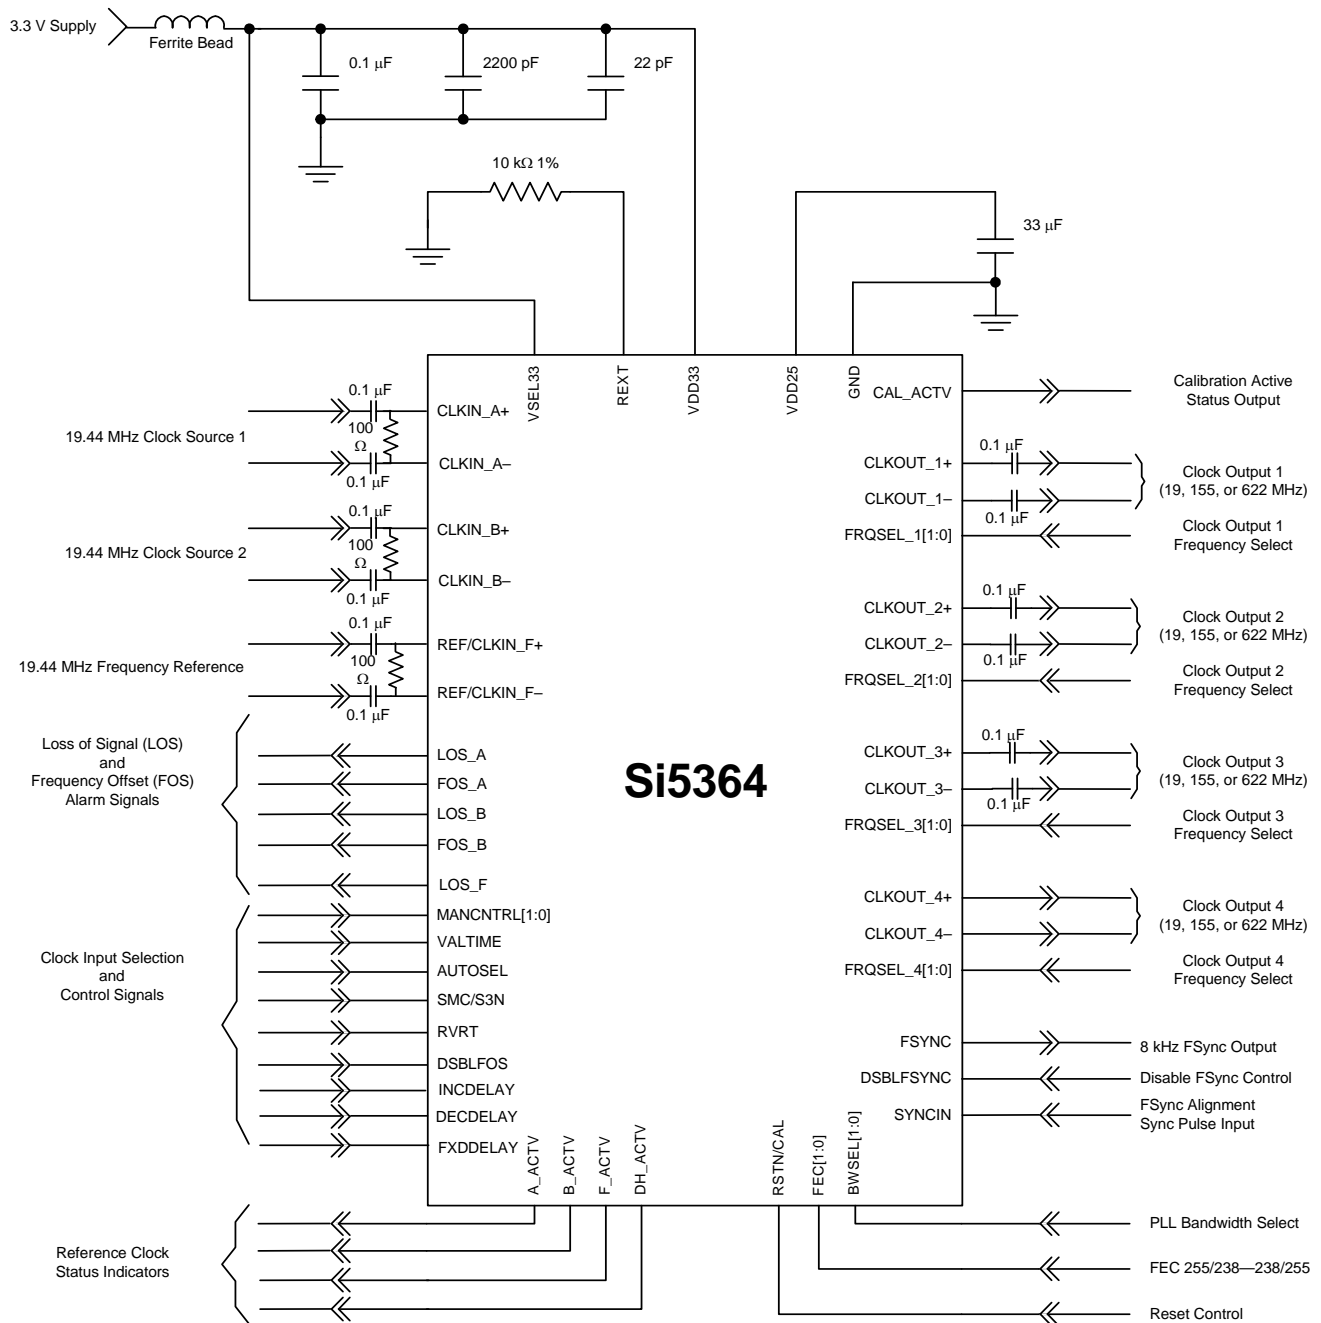 3.3 V Supply
Ferrite Bead
0.1 μF
2200 pF
22 pF
10 kΩ 1%
33 μF
VSEL33
REXT
VDD33
VDD25
GND
0.1 μF
100
Ω
0.1 μF
19.44 MHz Clock Source 1
CLKIN_A+
CLKIN_A–
0.1 μF
100
Ω
0.1 μF
19.44 MHz Clock Source 2
CLKIN_B+
CLKIN_B–
0.1 μF
100
Ω
0.1 μF
19.44 MHz Frequency Reference
REF/CLKIN_F+
REF/CLKIN_F–
Loss of Signal (LOS)
and
Frequency Offset (FOS)
Alarm Signals
LOS_A
FOS_A
LOS_B
FOS_B
LOS_F
Clock Input Selection
and
Control Signals
MANCNTRL[1:0]
VALTIME
AUTOSEL
SMC/S3N
RVRT
DSBLFOS
INCDELAY
DECDELAY
FXDDELAY
Si5364
CAL_ACTV
Calibration Active
Status Output
CLKOUT_1+
CLKOUT_1–
0.1 μF
0.1 μF
Clock Output 1
(19, 155, or 622 MHz)
FRQSEL_1[1:0]
Clock Output 1
Frequency Select
CLKOUT_2+
CLKOUT_2–
0.1 μF
0.1 μF
Clock Output 2
(19, 155, or 622 MHz)
FRQSEL_2[1:0]
Clock Output 2
Frequency Select
CLKOUT_3+
CLKOUT_3–
0.1 μF
0.1 μF
Clock Output 3
(19, 155, or 622 MHz)
FRQSEL_3[1:0]
Clock Output 3
Frequency Select
CLKOUT_4+
CLKOUT_4–
Clock Output 4
(19, 155, or 622 MHz)
FRQSEL_4[1:0]
Clock Output 4
Frequency Select
FSYNC
8 kHz FSync Output
DSBLFSYNC
Disable FSync Control
SYNCIN
FSync Alignment
Sync Pulse Input
A_ACTV
B_ACTV
F_ACTV
DH_ACTV
RSTN/CAL
FEC[1:0]
BWSEL[1:0]
Reference Clock
Status Indicators
PLL Bandwidth Select
FEC 255/238—238/255
Reset Control